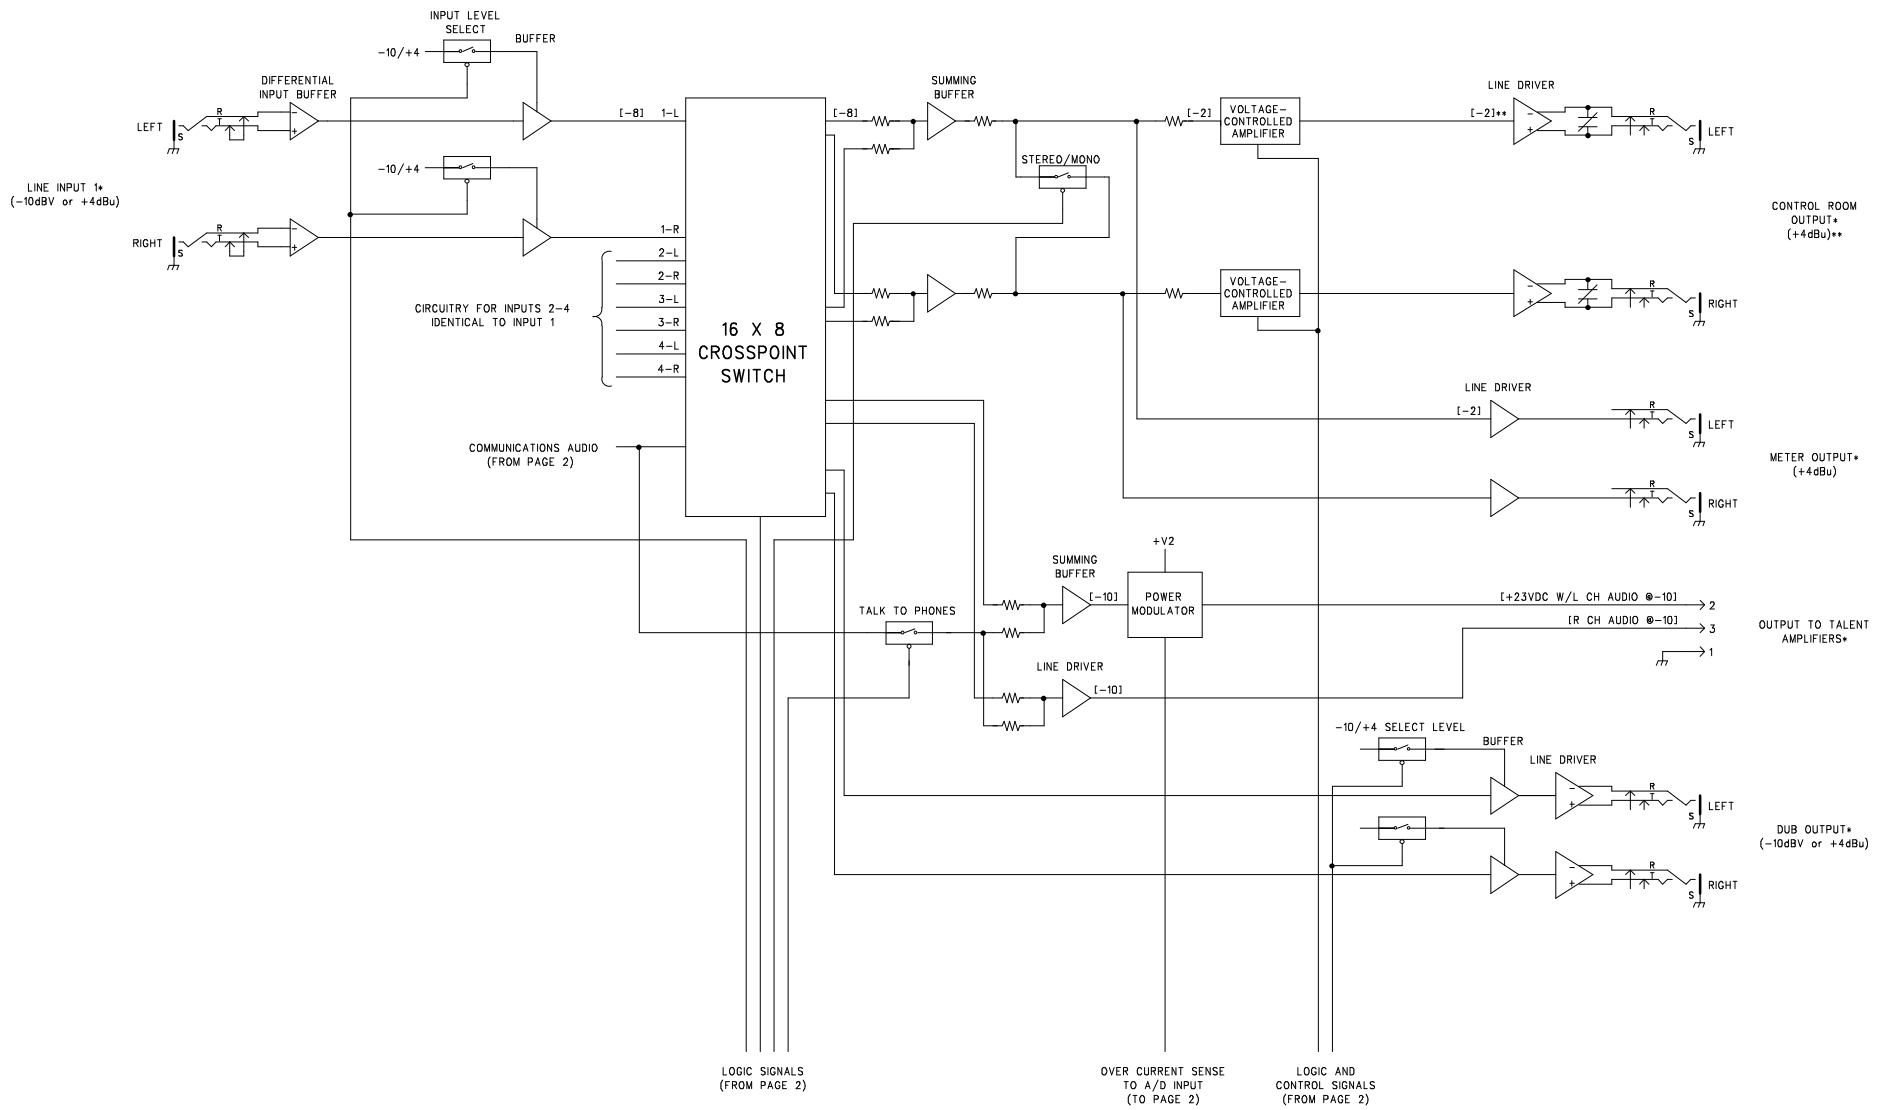 INPUT LEVEL
SELECT
-10/+4
BUFFER
DIFFERENTIAL
INPUT BUFFER
LEFT
R
T
S
-
+
[-8]
1-L
-10/+4
LINE INPUT 1*
(-10dBV or +4dBu)
RIGHT
R
T
S
-
+
1-R
2-L
2-R
3-L
3-R
4-L
4-R
CIRCUITRY FOR INPUTS 2-4
IDENTICAL TO INPUT 1
16 X 8
CROSSPOINT
SWITCH
COMMUNICATIONS AUDIO
(FROM PAGE 2)
[-8]
SUMMING
BUFFER
STEREO/MONO
[-2]
VOLTAGE-
CONTROLLED
AMPLIFIER
[-2]**
LINE DRIVER
-
+
R
T
S
LEFT
CONTROL ROOM
OUTPUT*
(+4dBu)**
VOLTAGE-
CONTROLLED
AMPLIFIER
-
+
R
T
S
RIGHT
LINE DRIVER
[-2]
R
T
S
LEFT
METER OUTPUT*
(+4dBu)
R
T
S
RIGHT
+V2
SUMMING
BUFFER
[-10]
POWER
MODULATOR
TALK TO PHONES
[+23VDC W/L CH AUDIO @-10]
2
[R CH AUDIO @-10]
3
1
OUTPUT TO TALENT
AMPLIFIERS*
LINE DRIVER
[-10]
-10/+4 SELECT LEVEL
BUFFER
LINE DRIVER
-
+
R
T
S
LEFT
DUB OUTPUT*
(-10dBV or +4dBu)
-
+
R
T
S
RIGHT
LOGIC SIGNALS
(FROM PAGE 2)
OVER CURRENT SENSE
TO A/D INPUT
(TO PAGE 2)
LOGIC AND
CONTROL SIGNALS
(FROM PAGE 2)